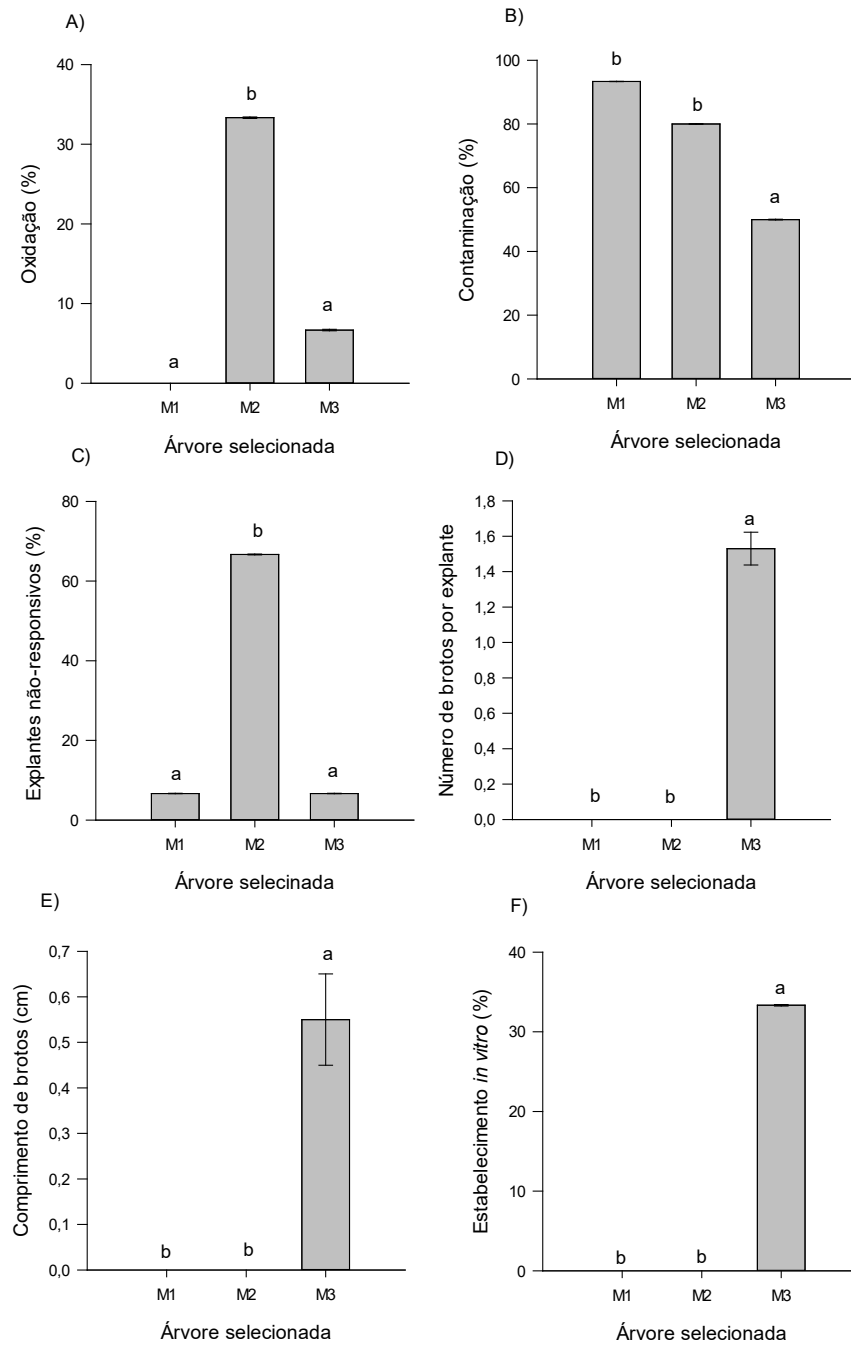 A)
40
30
20
10
0
Oxidação (%)
a
b
a
M1 M2 M3
Árvore selecionada
B)
100
80
60
40
20
0
Contaminação (%)
b
b
a
M1 M2 M3
Árvore selecionada
C)
80
60
40
20
0
Explantes não-responsivos (%)
a
b
a
M1 M2 M3
Árvore selecinada
D)
1,8
1,6
1,4
1,2
1,0
0,8
0,6
0,4
0,2
0,0
Número de brotos por explante
b
b
a
M1 M2 M3
Árvore selecionada
E)
0,7
0,6
0,5
0,4
0,3
0,2
0,1
0,0
Comprimento de brotos (cm)
b
b
a
M1 M2 M3
Árvore selecionada
F)
40
30
20
10
0
Estabelecimento in vitro (%)
b
b
a
M1 M2 M3
Árvore selecionada